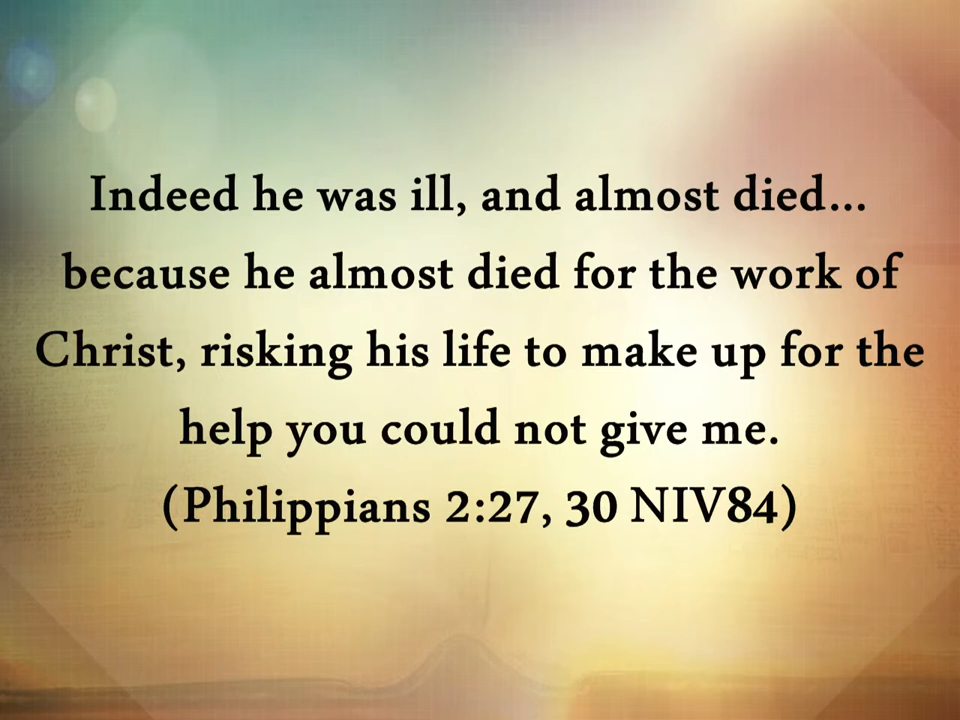 Indeed he was ill, and almost died...
because he almost died for the work of
Christ, risking his life to make up for the
help you could not give me.
(Philippians 2:27, 30 NIV84)